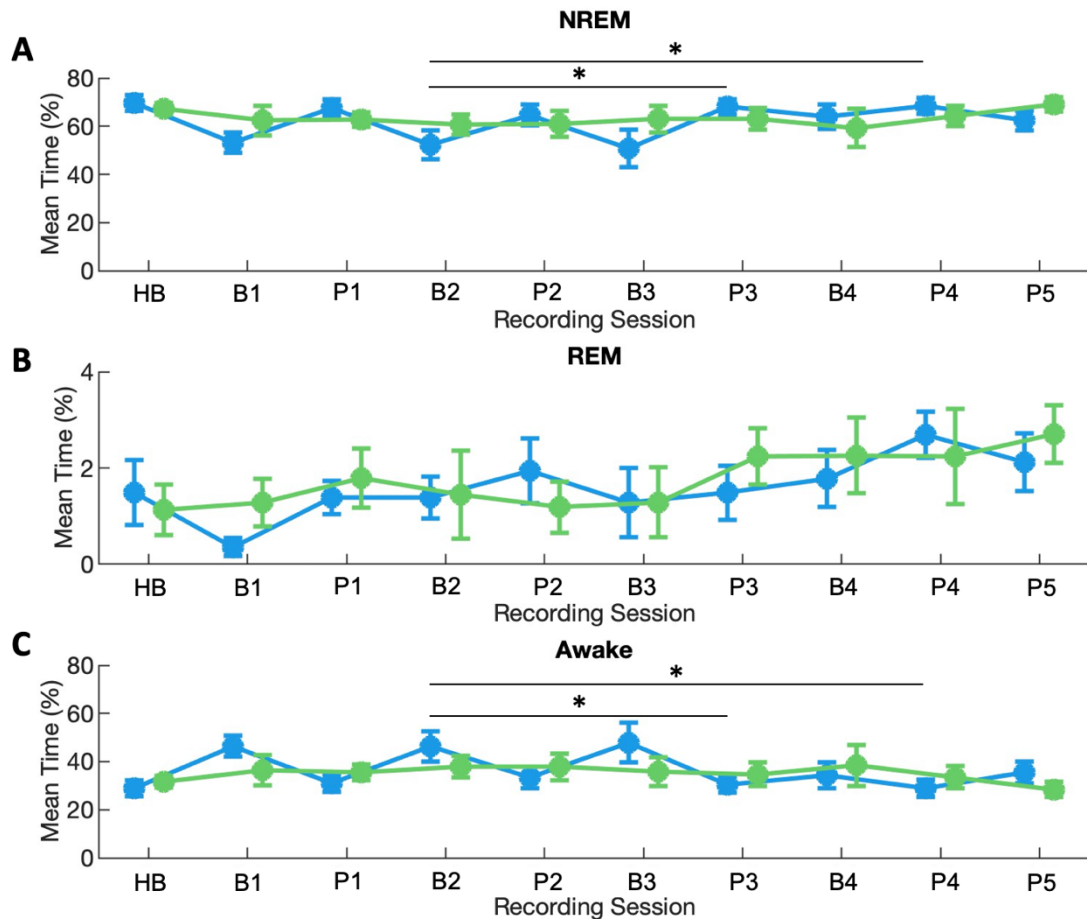 A
NREM
*
*
80
60
40
20
0
Mean Time (%)
HB B1 P1 B2 P2 B3 P3 B4 P4 P5
Recording Session
B
REM
4
2
0
Mean Time (%)
HB B1 P1 B2 P2 B3 P3 B4 P4 P5
Recording Session
C
Awake
*
*
80
60
40
20
0
Mean Time (%)
HB B1 P1 B2 P2 B3 P3 B4 P4 P5
Recording Session